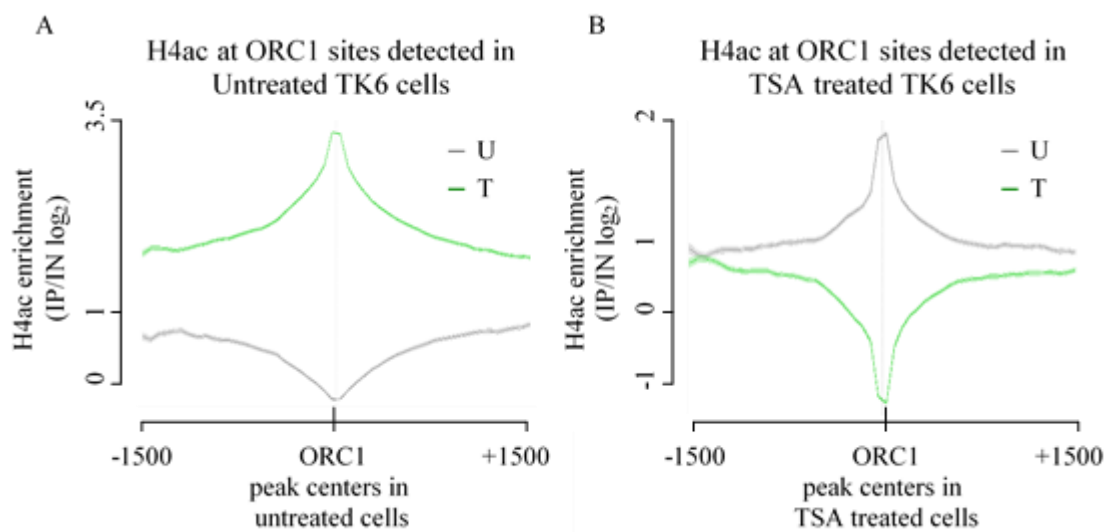 A
H4ac at ORC1 sites detected in
Untreated TK6 cells
H4ac enrichment
(IP/IN log2)
3.5
1
0
U
T
-1500
ORC1
+1500
peak centers in
untreated cells
B
H4ac at ORC1 sites detected in
TSA treated TK6 cells
H4ac enrichment
(IP/IN log2)
2
1
0
-1
U
T
-1500
ORC1
+1500
peak centers in
TSA treated cells